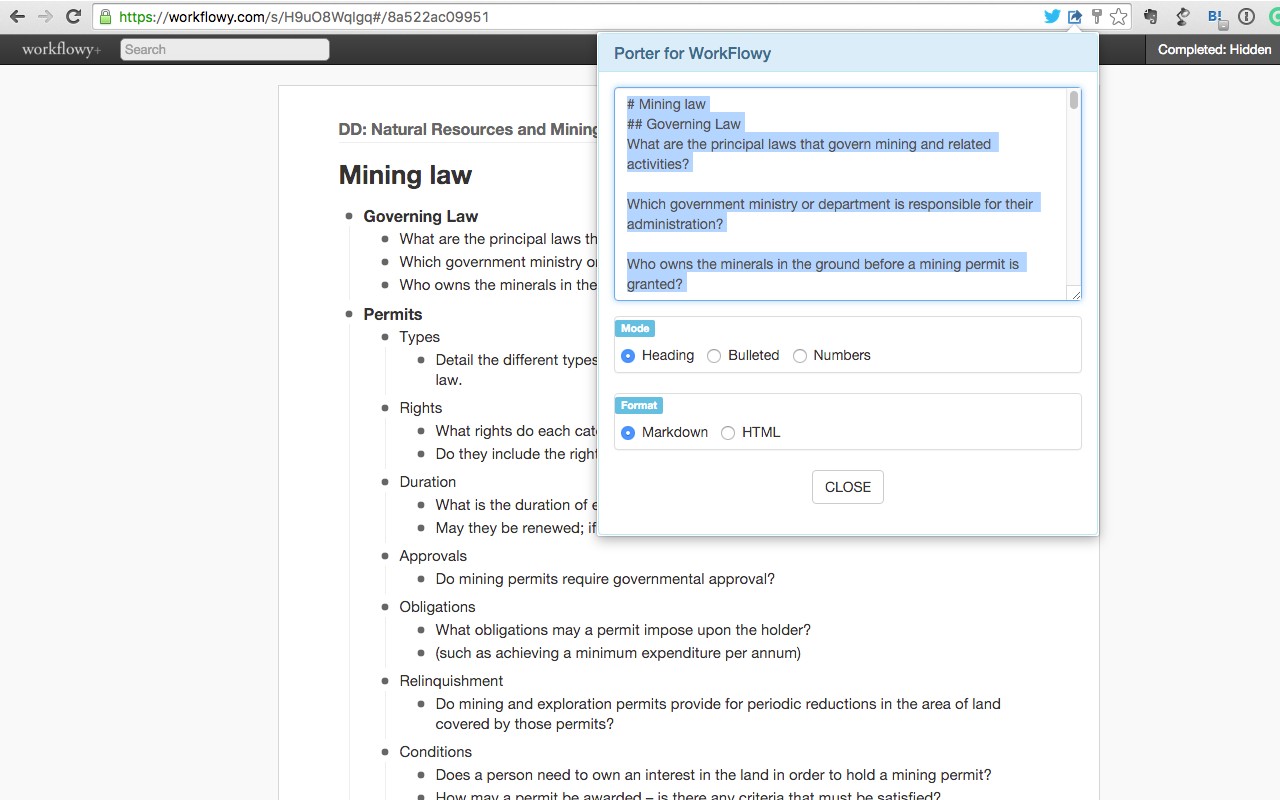 https://workflowy.com/s/H9uO8Wqlgq#/8a522ac09951
workflowy+
Search
Completed: Hidden
Porter for WorkFlowy
# Mining law
## Governing Law
What are the principal laws that govern mining and related
activities?
Which government ministry or department is responsible for their
administration?
Who owns the minerals in the ground before a mining permit is
granted?
Mode
Heading
Bulleted
Numbers
Format
Markdown
HTML
CLOSE
DD: Natural Resources and Mining
Mining law
Governing Law
What are the principal laws th
Which government ministry o
Who owns the minerals in the
Permits
Types
Detail the different types
law.
Rights
What rights do each cat
Do they include the right
Duration
What is the duration of e
May they be renewed; if
Approvals
Do mining permits require governmental approval?
Obligations
What obligations may a permit impose upon the holder?
(such as achieving a minimum expenditure per annum)
Relinquishment
Do mining and exploration permits provide for periodic reductions in the area of land
covered by those permits?
Conditions
Does a person need to own an interest in the land in order to hold a mining permit?
How may a permit be awarded – is there any criteria that must be satisfied?